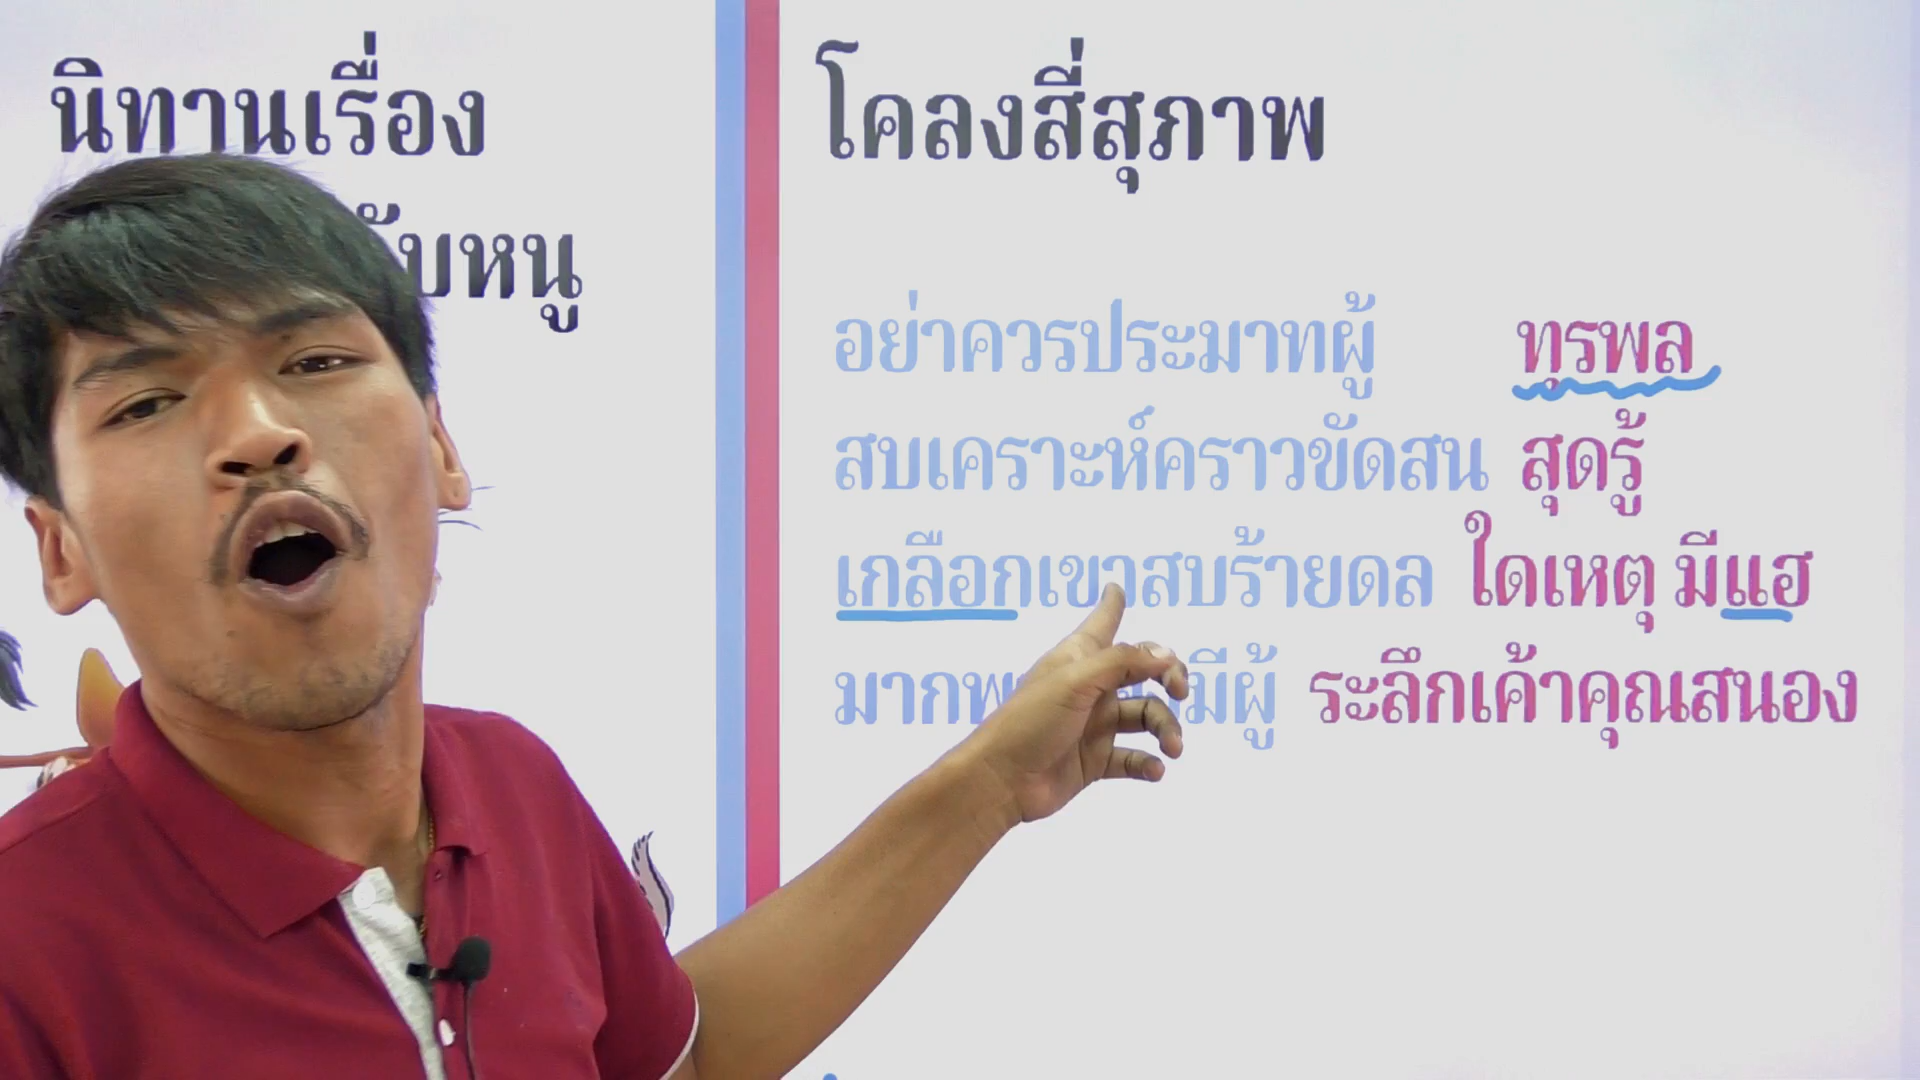 นิทานเรื่อง
กับหนู
โคลงสี่สุภาพ
อย่าควรประมาทผู้ ทุรพล
สบเคราะห์คราวขัดสน สุดรู้
เกลือกเขาสบร้ายดล ใดเหตุ มีแฮ
มีผู้ ระลึกเค้าคุณสนอง